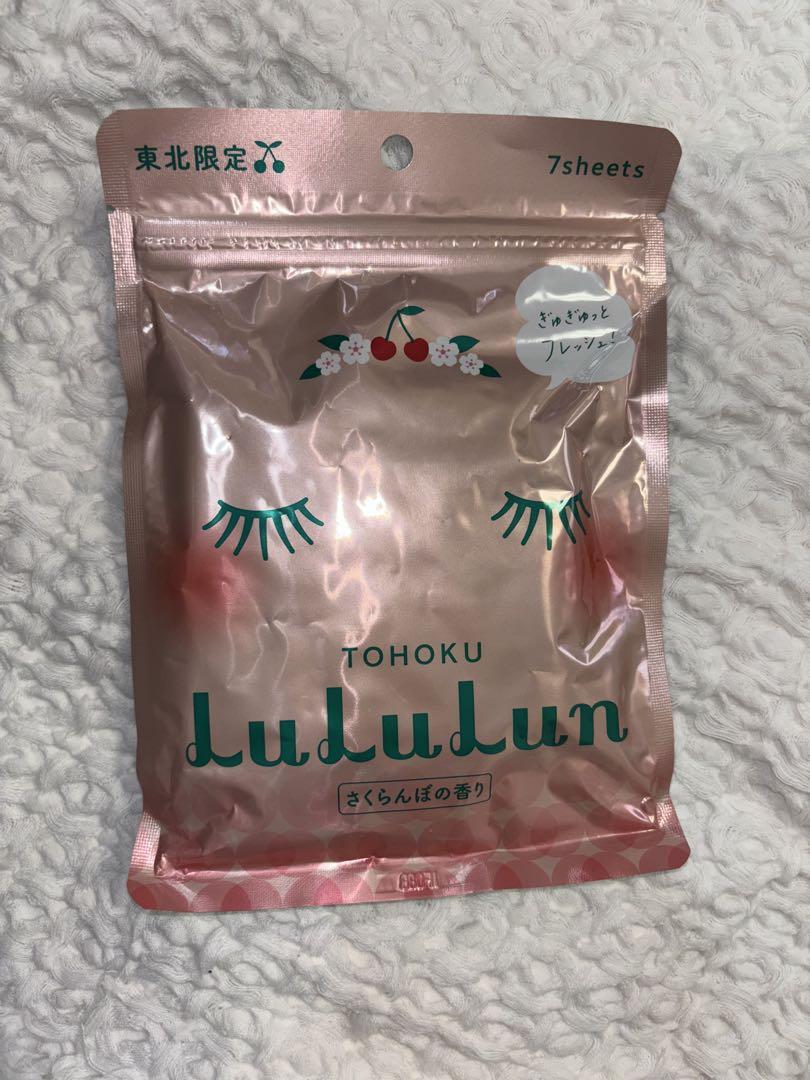 東北限定
7sheets
ぎゅぎゅっと
フレッシュ!
TOHOKU
LuLuLun
さくらんぼの香り